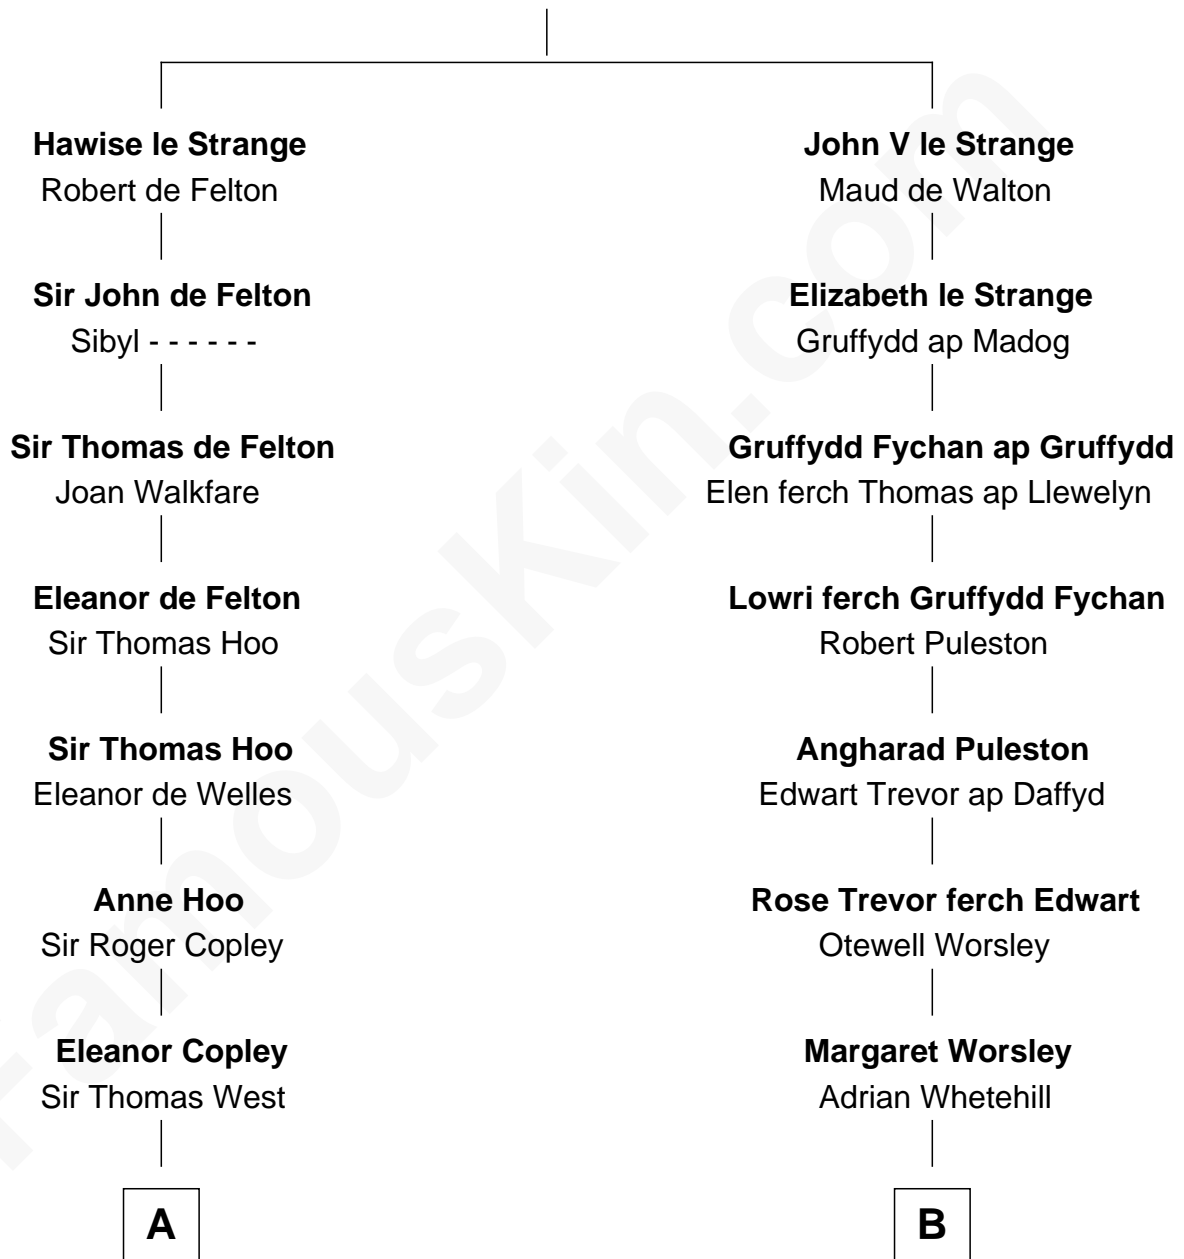 Hawise le Strange
Robert de Felton
Sir John de Felton
Sibyl - - - - - -
Sir Thomas de Felton
Joan Walkfare
Eleanor de Felton
Sir Thomas Hoo
Sir Thomas Hoo
Eleanor de Welles
Anne Hoo
Sir Roger Copley
Eleanor Copley
Sir Thomas West
A
John V le Strange
Maud de Walton
Elizabeth le Strange
Gruffydd ap Madog
Gruffydd Fychan ap Gruffydd
Elen ferch Thomas ap Llewelyn
Lowri ferch Gruffydd Fychan
Robert Puleston
Angharad Puleston
Edwart Trevor ap Daffyd
Rose Trevor ferch Edwart
Otewell Worsley
Margaret Worsley
Adrian Whetehill
B
FamousKin.com